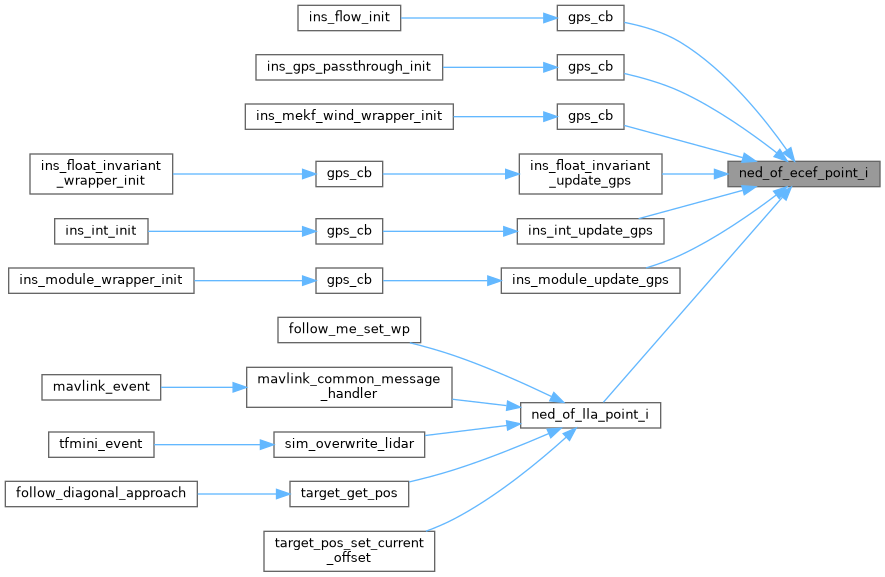 ins_flow_init
gps_cb
ins_gps_passthrough_init
gps_cb
ins_mekf_wind_wrapper_init
gps_cb
ins_float_invariant
_wrapper_init
gps_cb
ins_float_invariant
_update_gps
ned_of_ecef_point_i
ins_int_init
gps_cb
ins_int_update_gps
ins_module_wrapper_init
gps_cb
ins_module_update_gps
follow_me_set_wp
mavlink_event
mavlink_common_message
_handler
ned_of_lla_point_i
tfmini_event
sim_overwrite_lidar
follow_diagonal_approach
target_get_pos
target_pos_set_current
_offset